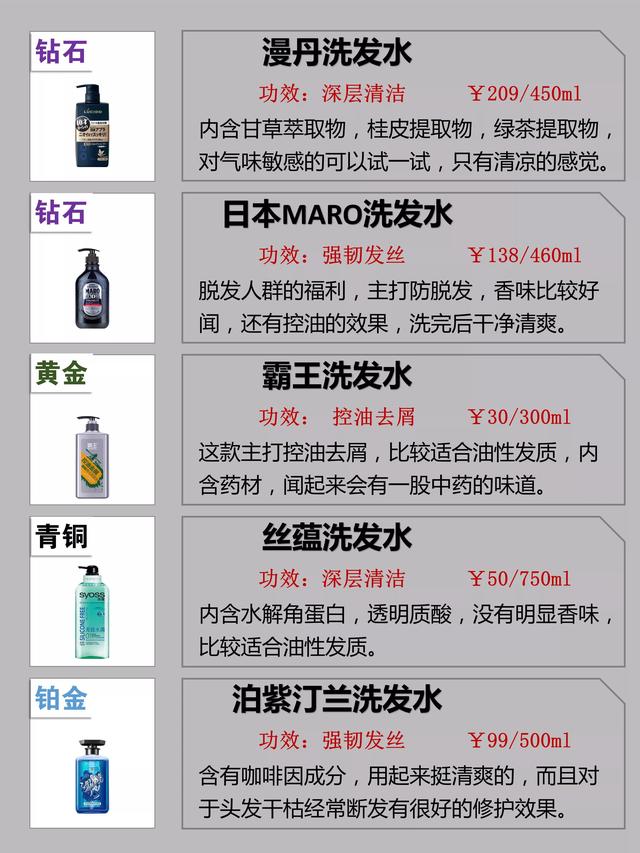 钻石
漫丹洗发水
功效：深层清洁 ￥209/450ml
内含甘草萃取物，桂皮提取物，绿茶提取物，
对气味敏感的可以试一试，只有清凉的感觉。
钻石
日本MARO洗发水
功效：强韧发丝 ￥138/460ml
MARO
脱发人群的福利，主打防脱发，香味比较好
闻，还有控油的效果，洗完后干净清爽。
黄金
霸王洗发水
功效： 控油去屑 ￥30/300ml
霸王
这款主打控油去屑，比较适合油性发质，内
含药材，闻起来会有一股中药的味道。
青铜
丝蕴洗发水
功效：深层清洁 ￥50/750ml
syoss
SILICONE FREE
内含水解角蛋白，透明质酸，没有明显香味，
比较适合油性发质。
铂金
泊紫汀兰洗发水
功效：强韧发丝 ￥99/500ml
含有咖啡因成分，用起来挺清爽的，而且对
于头发干枯经常断发有很好的修护效果。